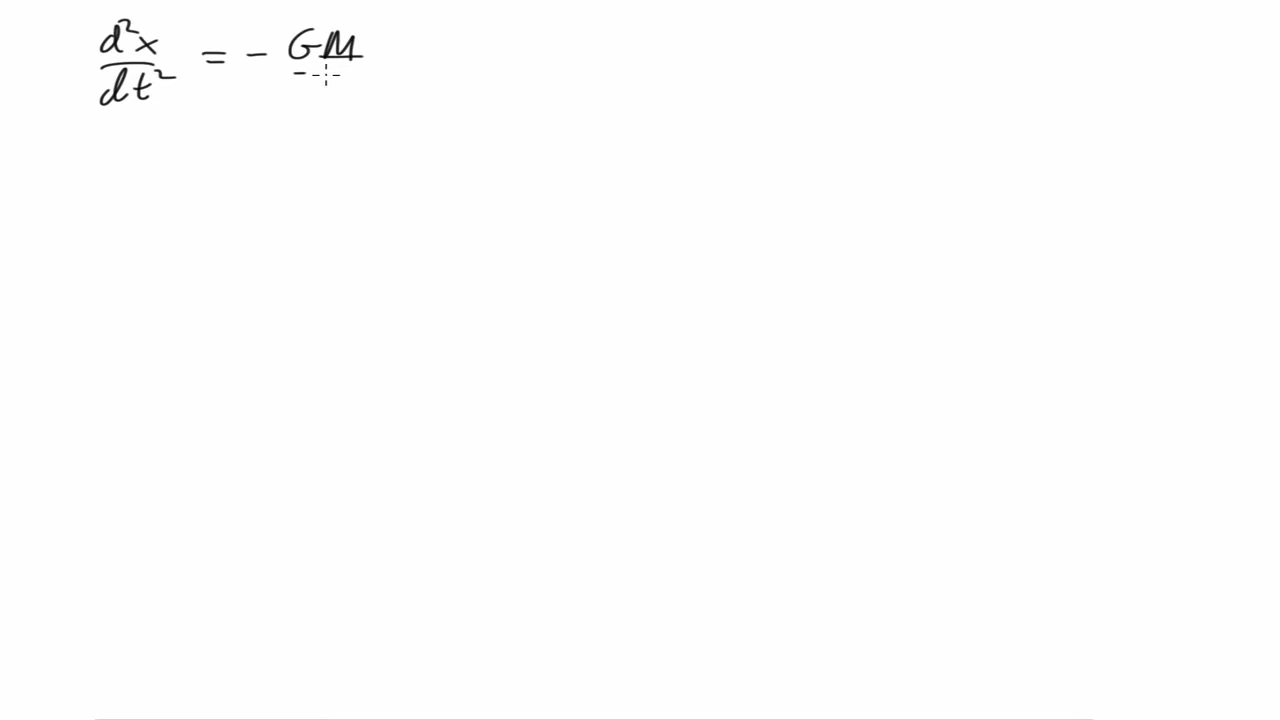 d²x/dt² = - GM